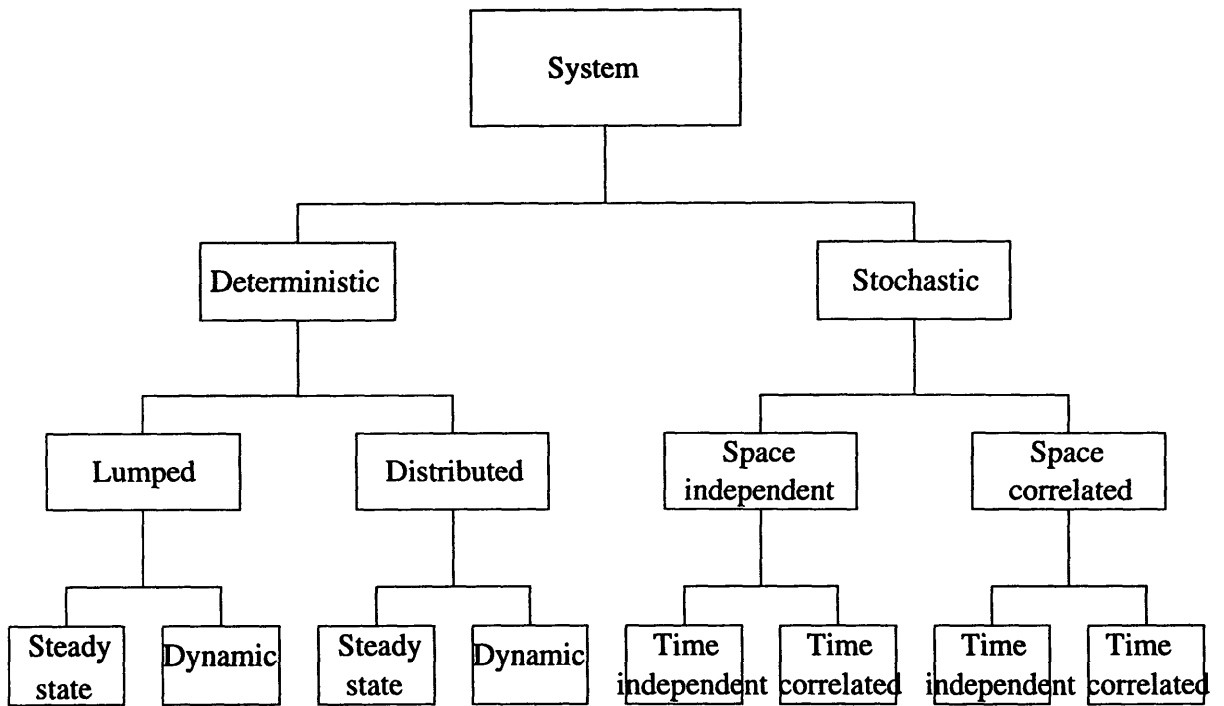 System
Deterministic
Stochastic
Lumped
Distributed
Space
independent
Space
correlated
Steady
state
Dynamic
Steady
state
Dynamic
Time
independent
Time
correlated
Time
independent
Time
correlated